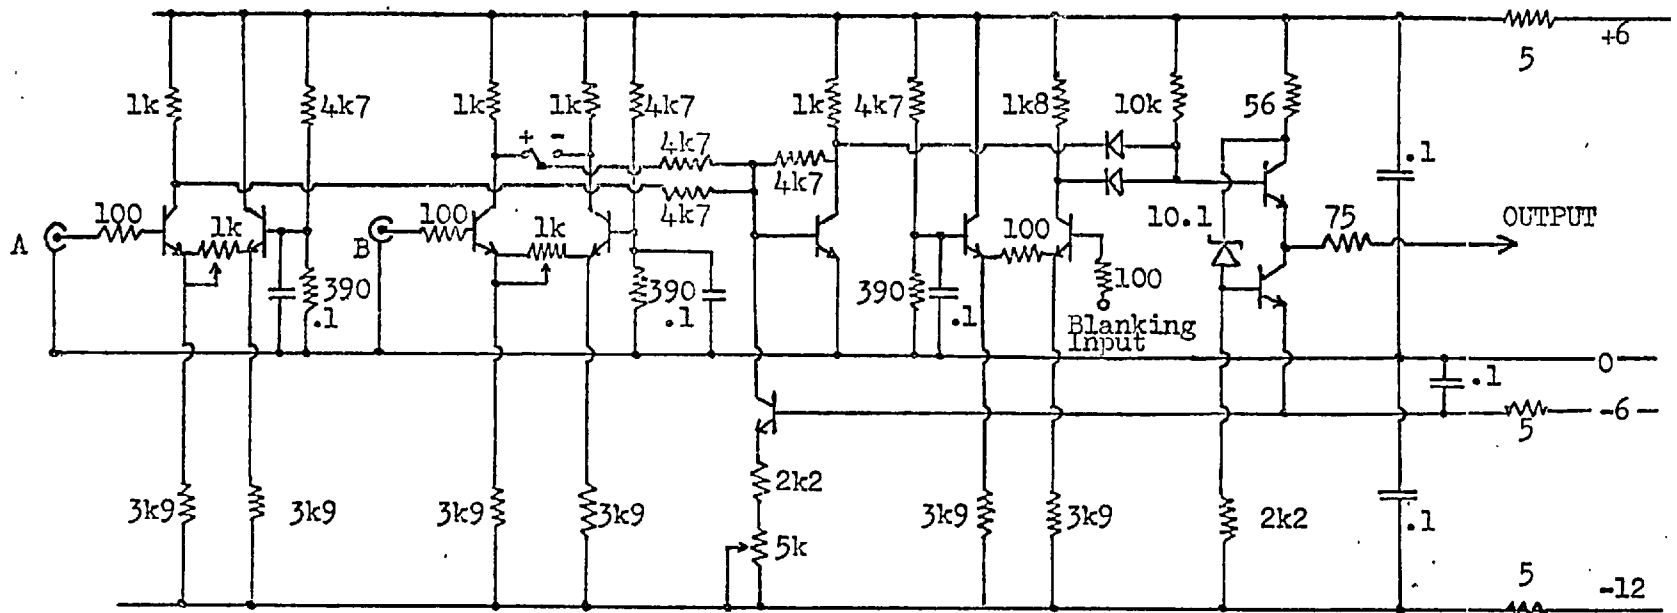 +6
5
1k
4k7
1k
1k
4k7
1k
4k7
1k8
10k
56
+ -
4k7
4k7
4k7
.1
A
100
1k
B
100
1k
100
10.1
75
OUTPUT
390
.1
390
.1
390
.1
100
Blanking
Input
0
.1
-6
5
3k9
3k9
3k9
3k9
2k2
3k9
3k9
2k2
.1
5k
5
-12